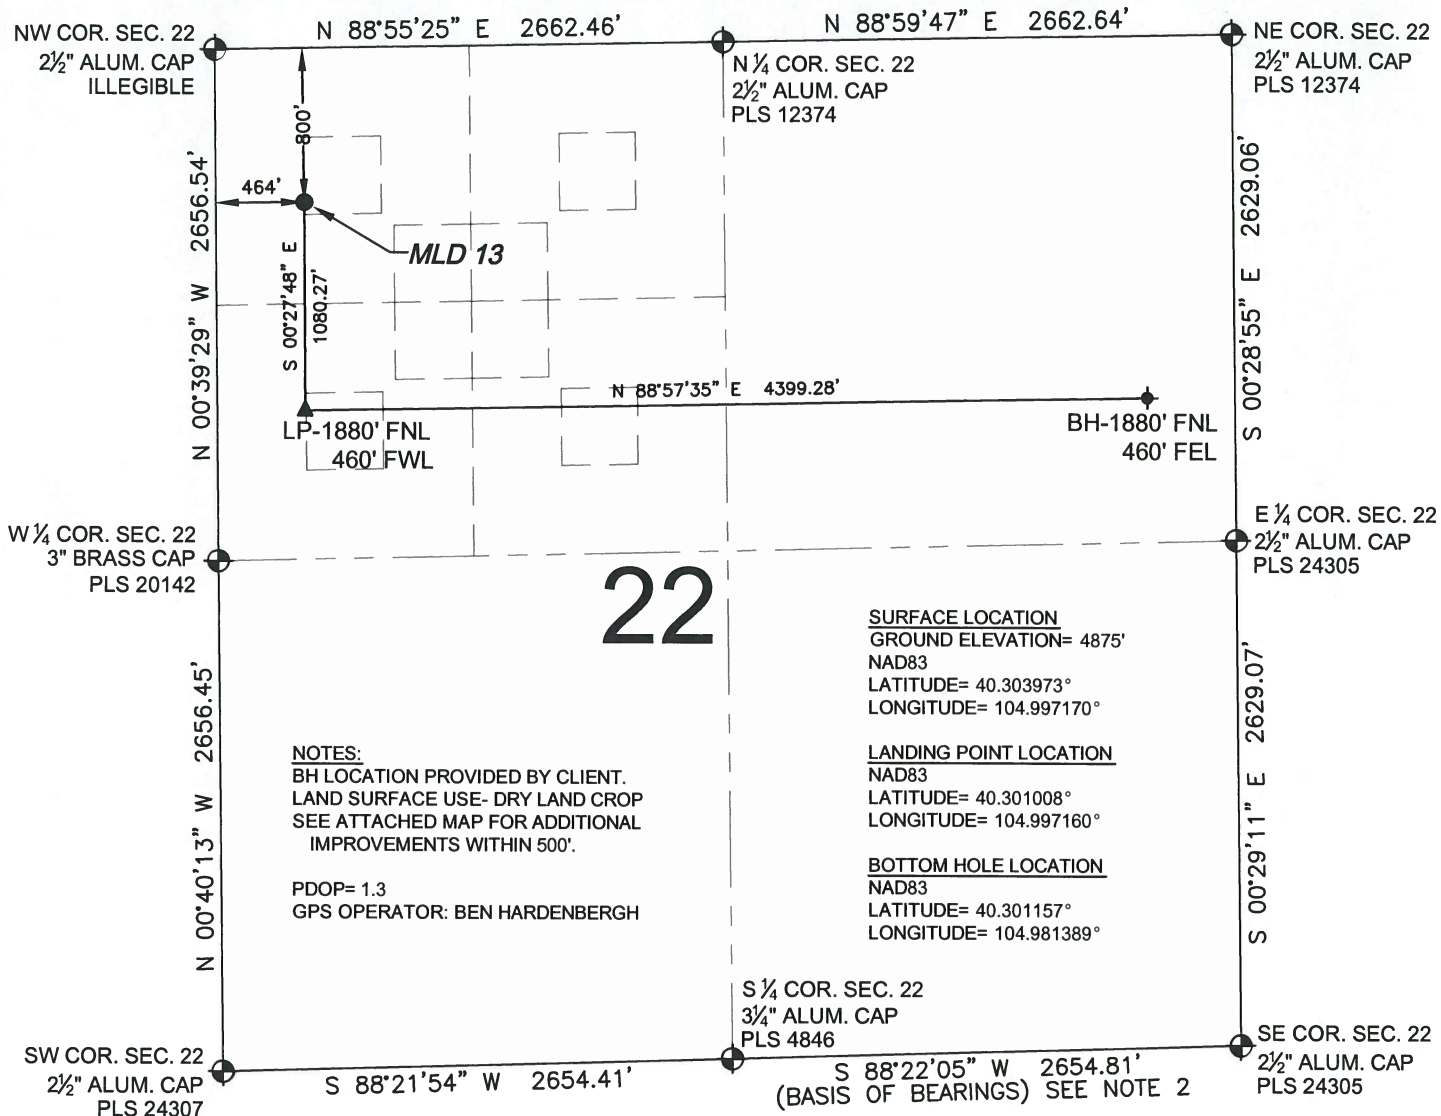 N 88°55'25" E 2662.46'
N 88°59'47" E 2662.64'
NW COR. SEC. 22
2½" ALUM. CAP
ILLEGIBLE
N ¼ COR. SEC. 22
2½" ALUM. CAP
PLS 12374
NE COR. SEC. 22
2½" ALUM. CAP
PLS 12374
800'
464'
MLD 13
N 00°39'29" W 2656.54'
S 00°27'48" E
1080.27'
S 00°28'55" E 2629.06'
N 88°57'35" E 4399.28'
LP-1880' FNL
460' FWL
BH-1880' FNL
460' FEL
W ¼ COR. SEC. 22
3" BRASS CAP
PLS 20142
E ¼ COR. SEC. 22
2½" ALUM. CAP
PLS 24305
22
SURFACE LOCATION
GROUND ELEVATION= 4875'
NAD83
LATITUDE= 40.303973°
LONGITUDE= 104.997170°
LANDING POINT LOCATION
NAD83
LATITUDE= 40.301008°
LONGITUDE= 104.997160°
BOTTOM HOLE LOCATION
NAD83
LATITUDE= 40.301157°
LONGITUDE= 104.981389°
NOTES:
BH LOCATION PROVIDED BY CLIENT.
LAND SURFACE USE- DRY LAND CROP
SEE ATTACHED MAP FOR ADDITIONAL
IMPROVEMENTS WITHIN 500'.
PDOP= 1.3
GPS OPERATOR: BEN HARDENBERGH
N 00°40'13" W 2656.45'
S 00°29'11" E 2629.07'
S ¼ COR. SEC. 22
3¼" ALUM. CAP
PLS 4846
SW COR. SEC. 22
2½" ALUM. CAP
PLS 24307
S 88°21'54" W 2654.41'
S 88°22'05" W 2654.81'
(BASIS OF BEARINGS) SEE NOTE 2
SE COR. SEC. 22
2½" ALUM. CAP
PLS 24305